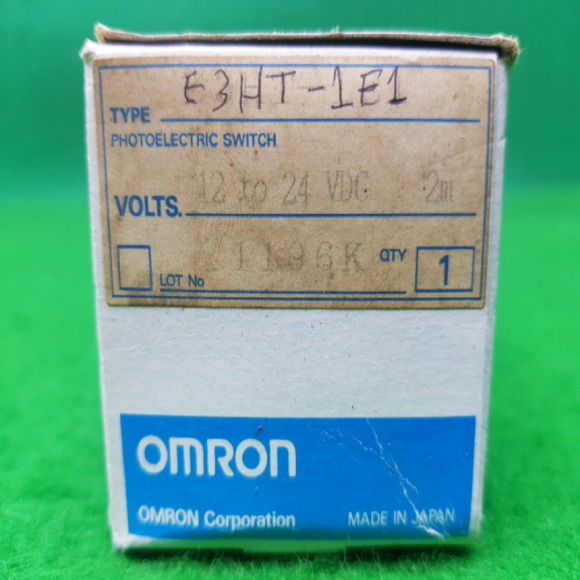 TYPE E3HT-1E1
PHOTOELECTRIC SWITCH
VOLTS. 12 to 24 VDC 2m
LOT No 1196K QTY 1
OMRON
OMRON Corporation MADE IN JAPAN